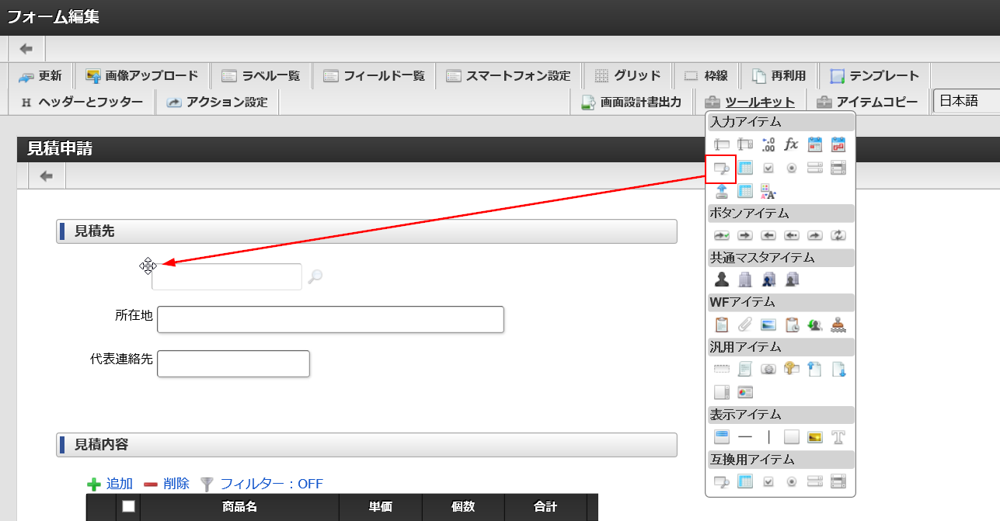 フォーム編集
更新 画像アップロード ラベル一覧 フィールド一覧 スマートフォン設定 グリッド 枠線 再利用 テンプレート
H ヘッダーとフッター アクション設定 画面設計書出力 ツールキット アイテムコピー 日本語
入力アイテム
.0
.00 fx
見積申請
ボタンアイテム
見積先
共通マスタアイテム
WFアイテム
所在地
汎用アイテム
代表連絡先
表示アイテム
T
見積内容
互換用アイテム
追加 削除 フィルター：OFF
商品名 単価 個数 合計